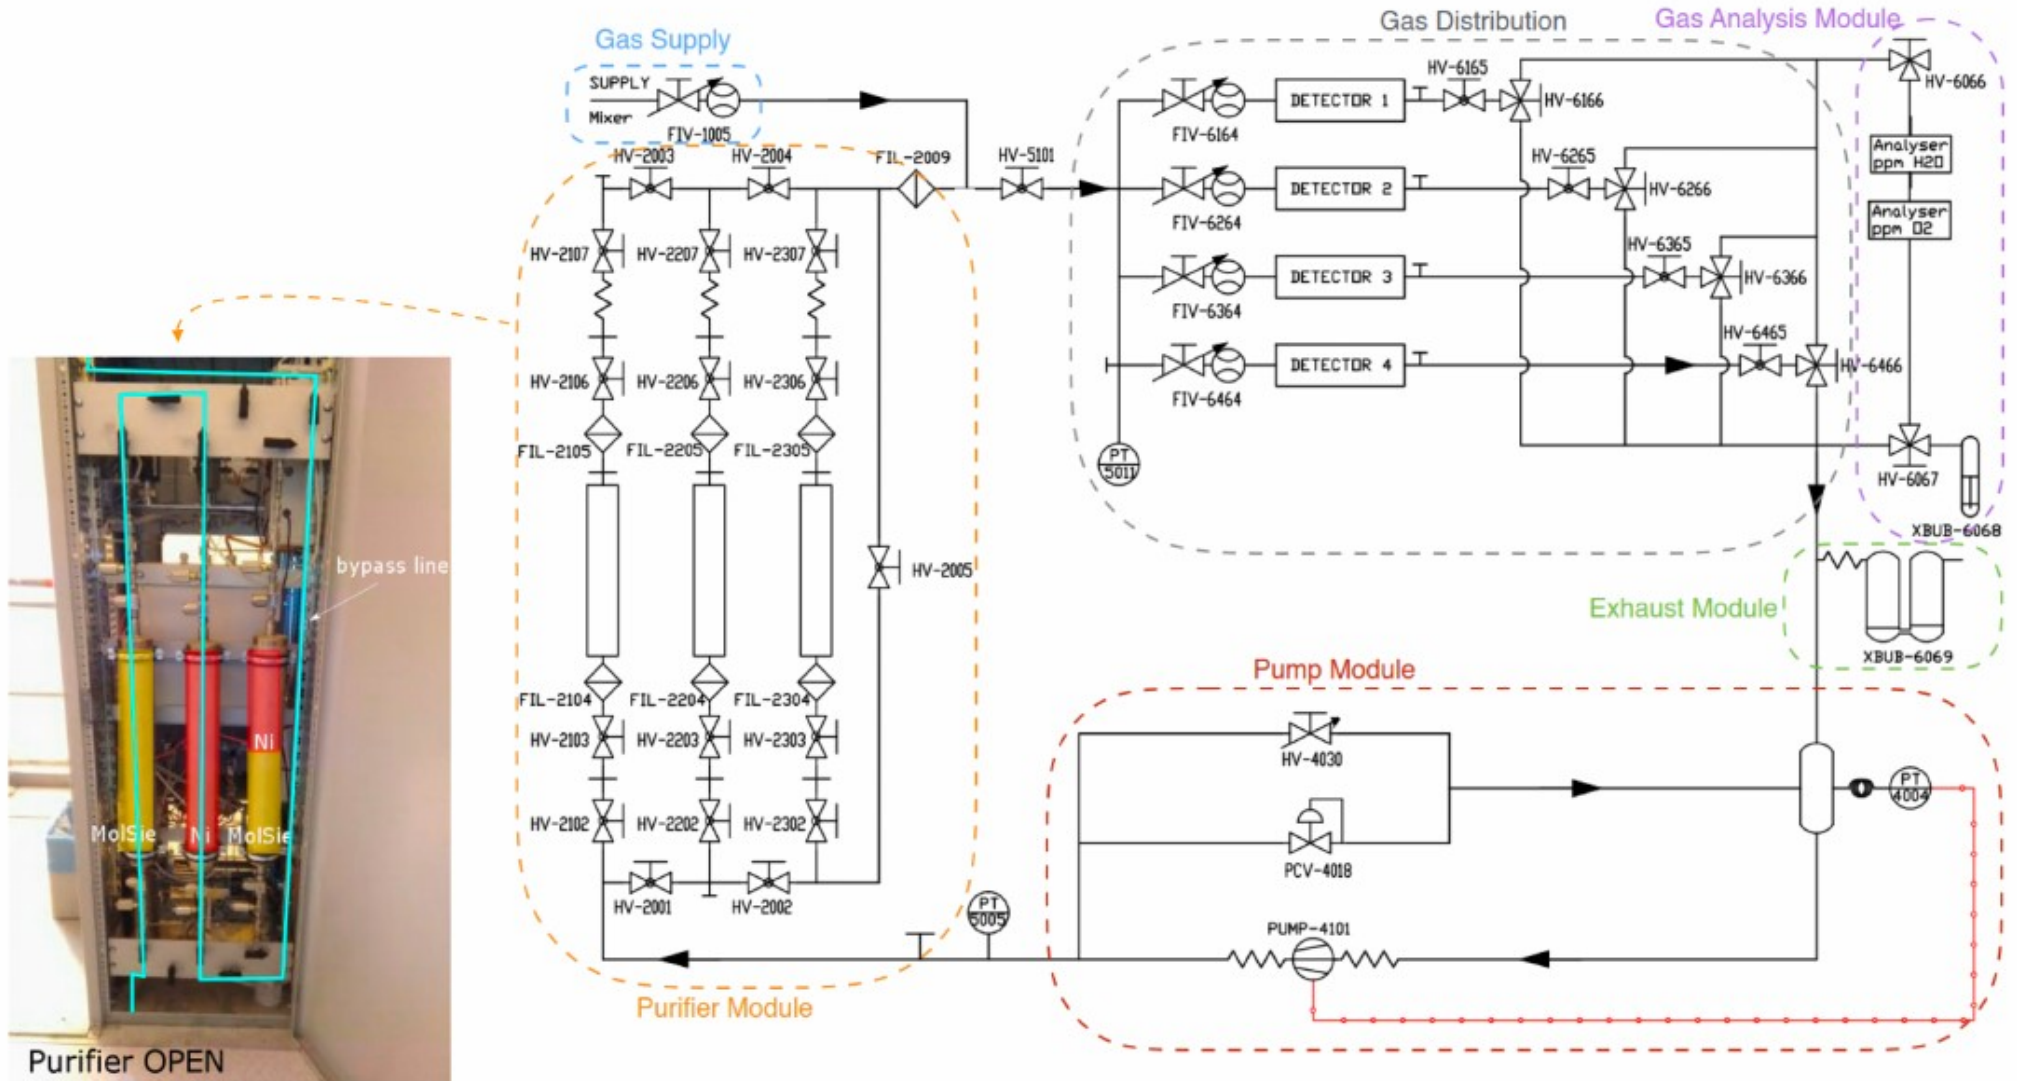 Gas Supply
Gas Distribution
Gas Analysis Module
SUPPLY
Mixer
FIV-1005
HV-2003
HV-2004
FIL-2009
HV-5101
HV-2107
HV-2207
HV-2307
HV-2106
HV-2206
HV-2306
FIL-2105
FIL-2205
FIL-2305
HV-2005
FIL-2104
FIL-2204
FIL-2304
HV-2103
HV-2203
HV-2303
HV-2102
HV-2202
HV-2302
HV-2001
HV-2002
PT
5005
Purifier Module
FIV-6164
DETECTOR 1
HV-6165
HV-6166
FIV-6264
DETECTOR 2
HV-6265
HV-6266
FIV-6364
DETECTOR 3
HV-6365
HV-6366
FIV-6464
DETECTOR 4
HV-6465
HV-6466
PT
5011
HV-6066
Analyser
ppm H2O
Analyser
ppm O2
HV-6067
XBUB-6068
Exhaust Module
XBUB-6069
Pump Module
HV-4030
PCV-4018
PT
4004
PUMP-4101
bypass line
Ni
MolSie
Ni
MolSie
Purifier OPEN